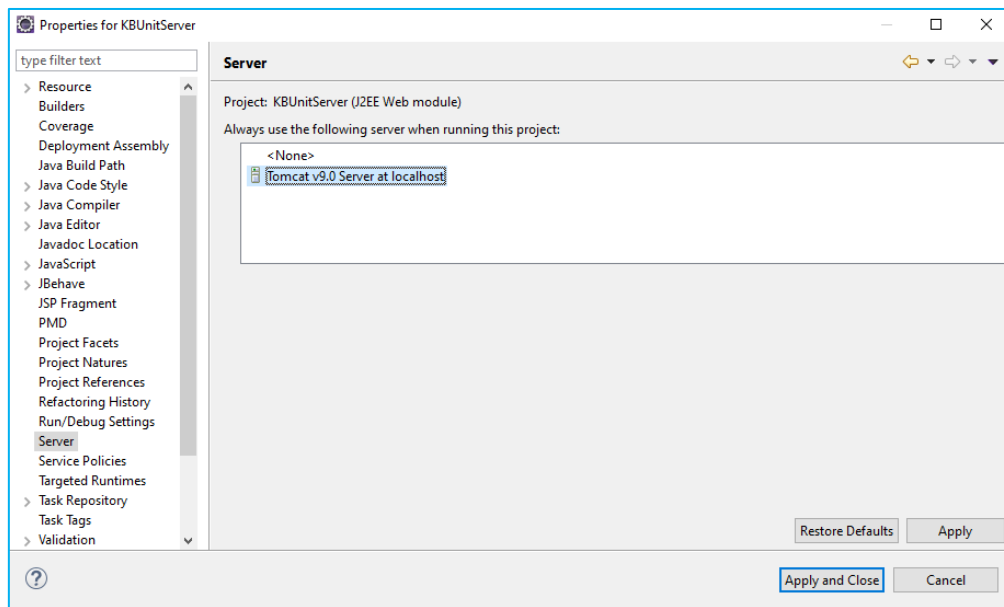 Properties for KBUnitServer
type filter text
Resource
Builders
Coverage
Deployment Assembly
Java Build Path
Java Code Style
Java Compiler
Java Editor
Javadoc Location
JavaScript
JBehave
JSP Fragment
PMD
Project Facets
Project Natures
Project References
Refactoring History
Run/Debug Settings
Server
Service Policies
Targeted Runtimes
Task Repository
Task Tags
Validation
Server
Project: KBUnitServer (J2EE Web module)
Always use the following server when running this project:
<None>
Tomcat v9.0 Server at localhost
Restore Defaults
Apply
?
Apply and Close
Cancel